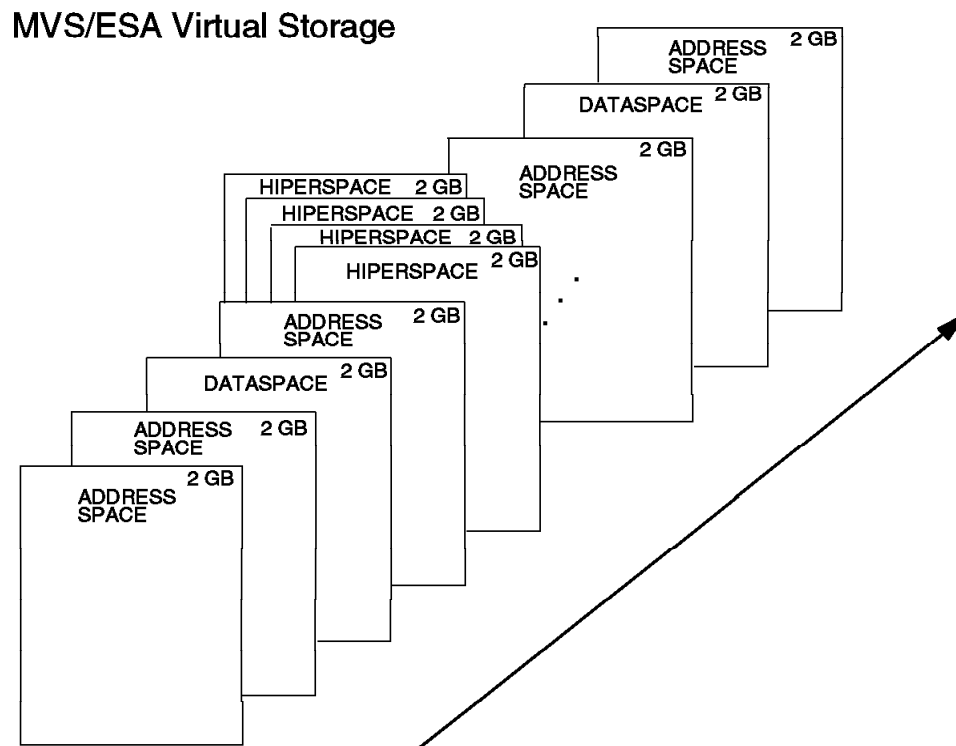 MVS/ESA Virtual Storage
2 GB
ADDRESS
SPACE
2 GB
DATASPACE
2 GB
ADDRESS
SPACE
HIPERSPACE 2 GB
HIPERSPACE 2 GB
HIPERSPACE 2 GB
2 GB
HIPERSPACE
2 GB
ADDRESS
SPACE
2 GB
DATASPACE
2 GB
ADDRESS
SPACE
2 GB
ADDRESS
SPACE